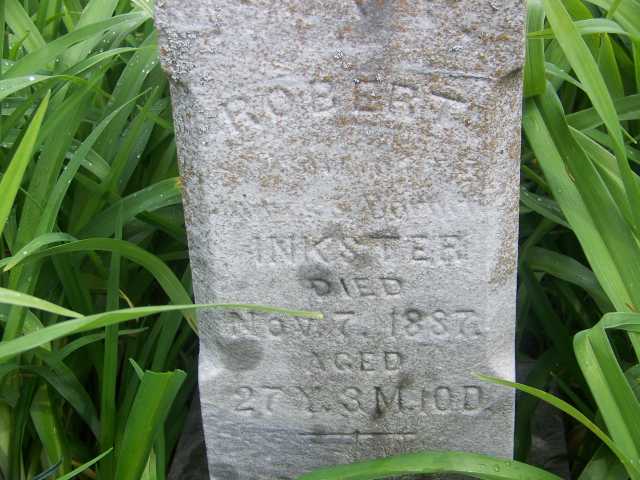 ROBERT
INKSTER
DIED
NOV. 7. 1887.
AGED
27 Y. 3 M. 10 D.